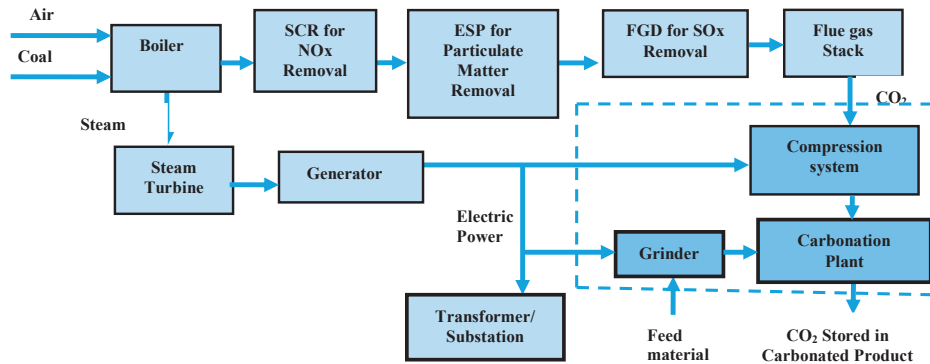 Air
Coal
Boiler
SCR for
NOx
Removal
ESP for
Particulate
Matter
Removal
FGD for SOx
Removal
Flue gas
Stack
CO₂
Steam
Steam
Turbine
Generator
Compression
system
Electric
Power
Grinder
Carbonation
Plant
Transformer/
Substation
Feed
material
CO₂ Stored in
Carbonated Product